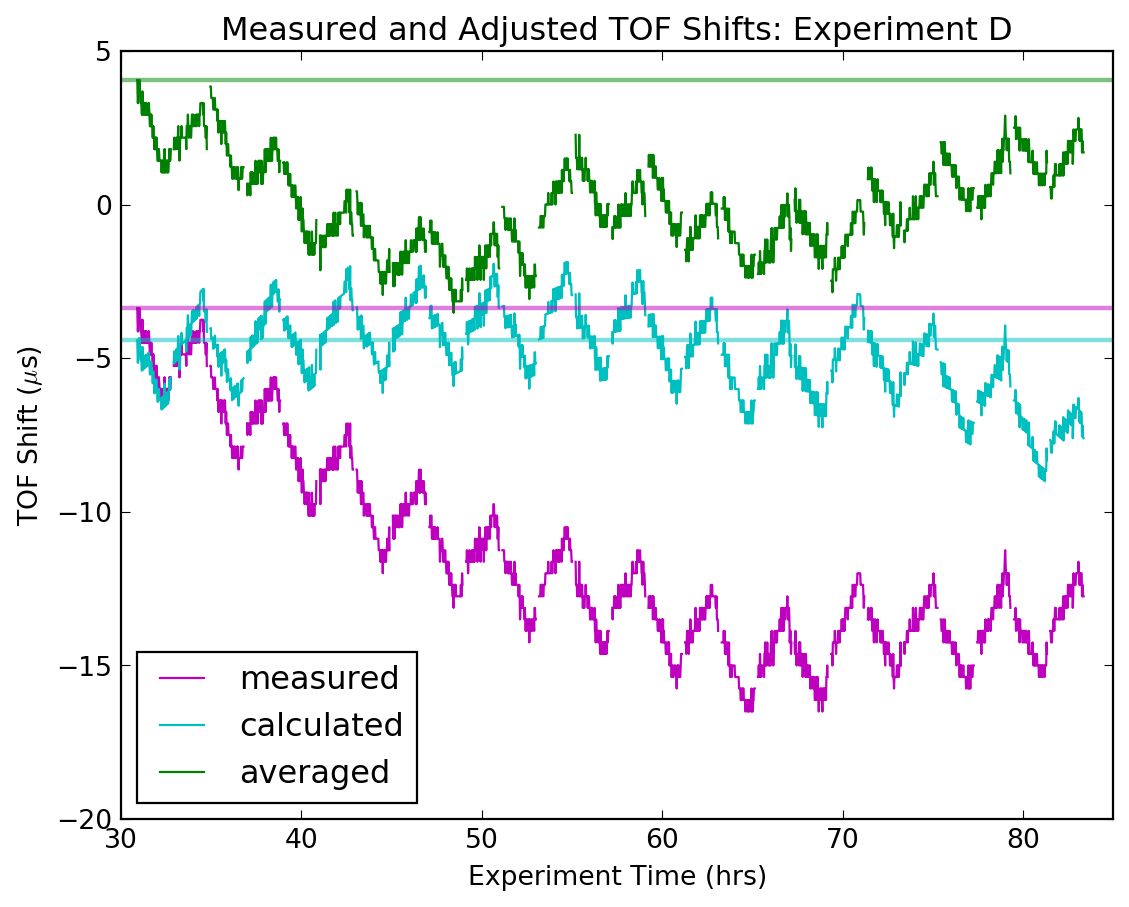 Measured and Adjusted TOF Shifts: Experiment D
5
0
−5
−10
−15
−20
TOF Shift (μs)
measured
calculated
averaged
30 40 50 60 70 80
Experiment Time (hrs)